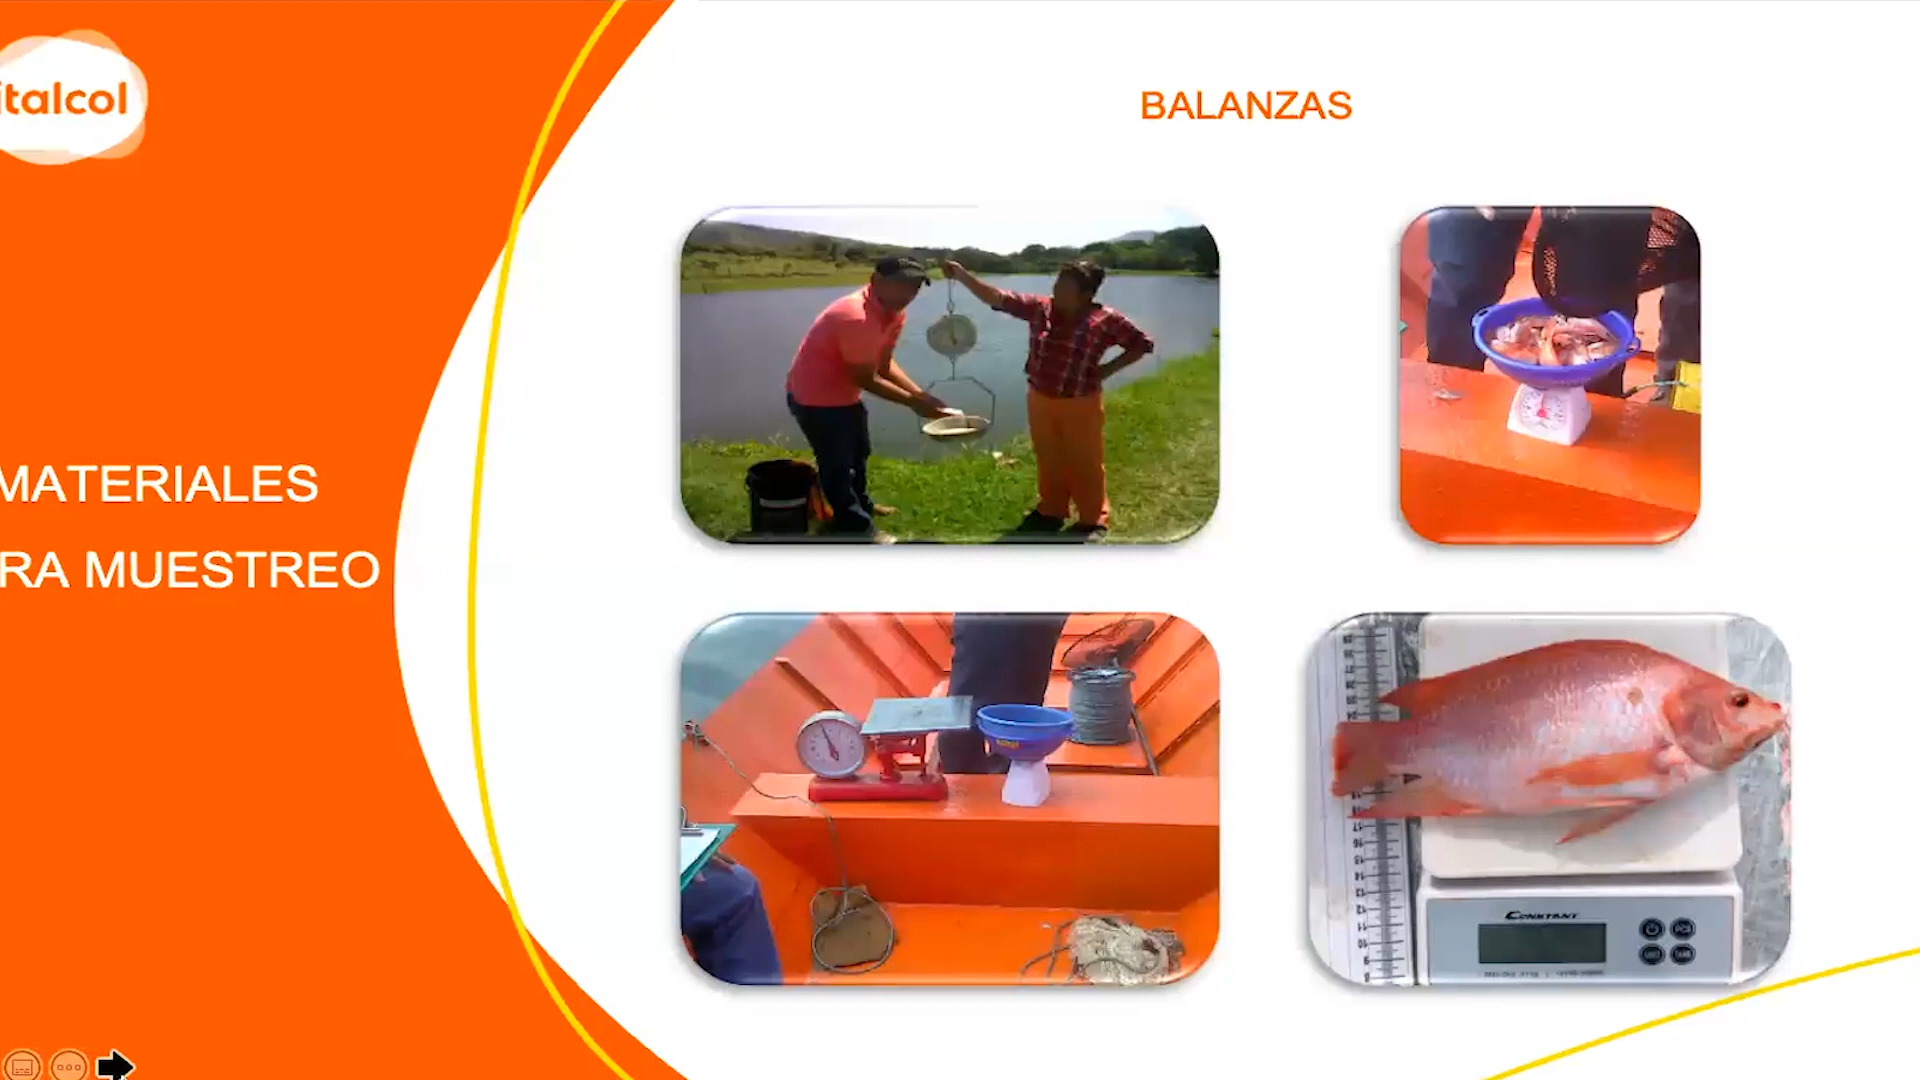 italcol
BALANZAS
MATERIALES
RA MUESTREO
CONSTANT